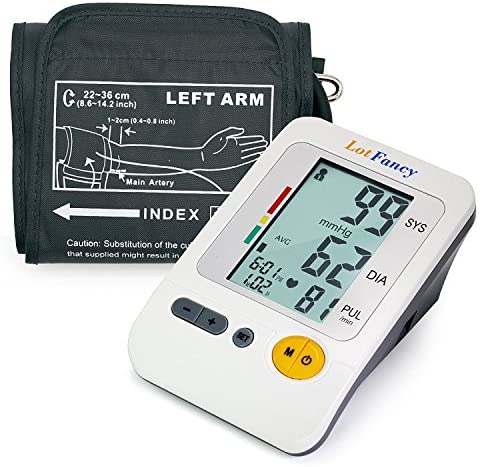 22~36 cm
(8.6~14.2 inch)
LEFT ARM
1~2cm (0.4~0.8 inch)
Main Artery
INDEX
Caution: Substitution of the
that supplied might result in
LotFancy
99
SYS
mmHg
AVG
62
DIA
6:01 PM
1.02
81
PUL
/min
- +
SET
M